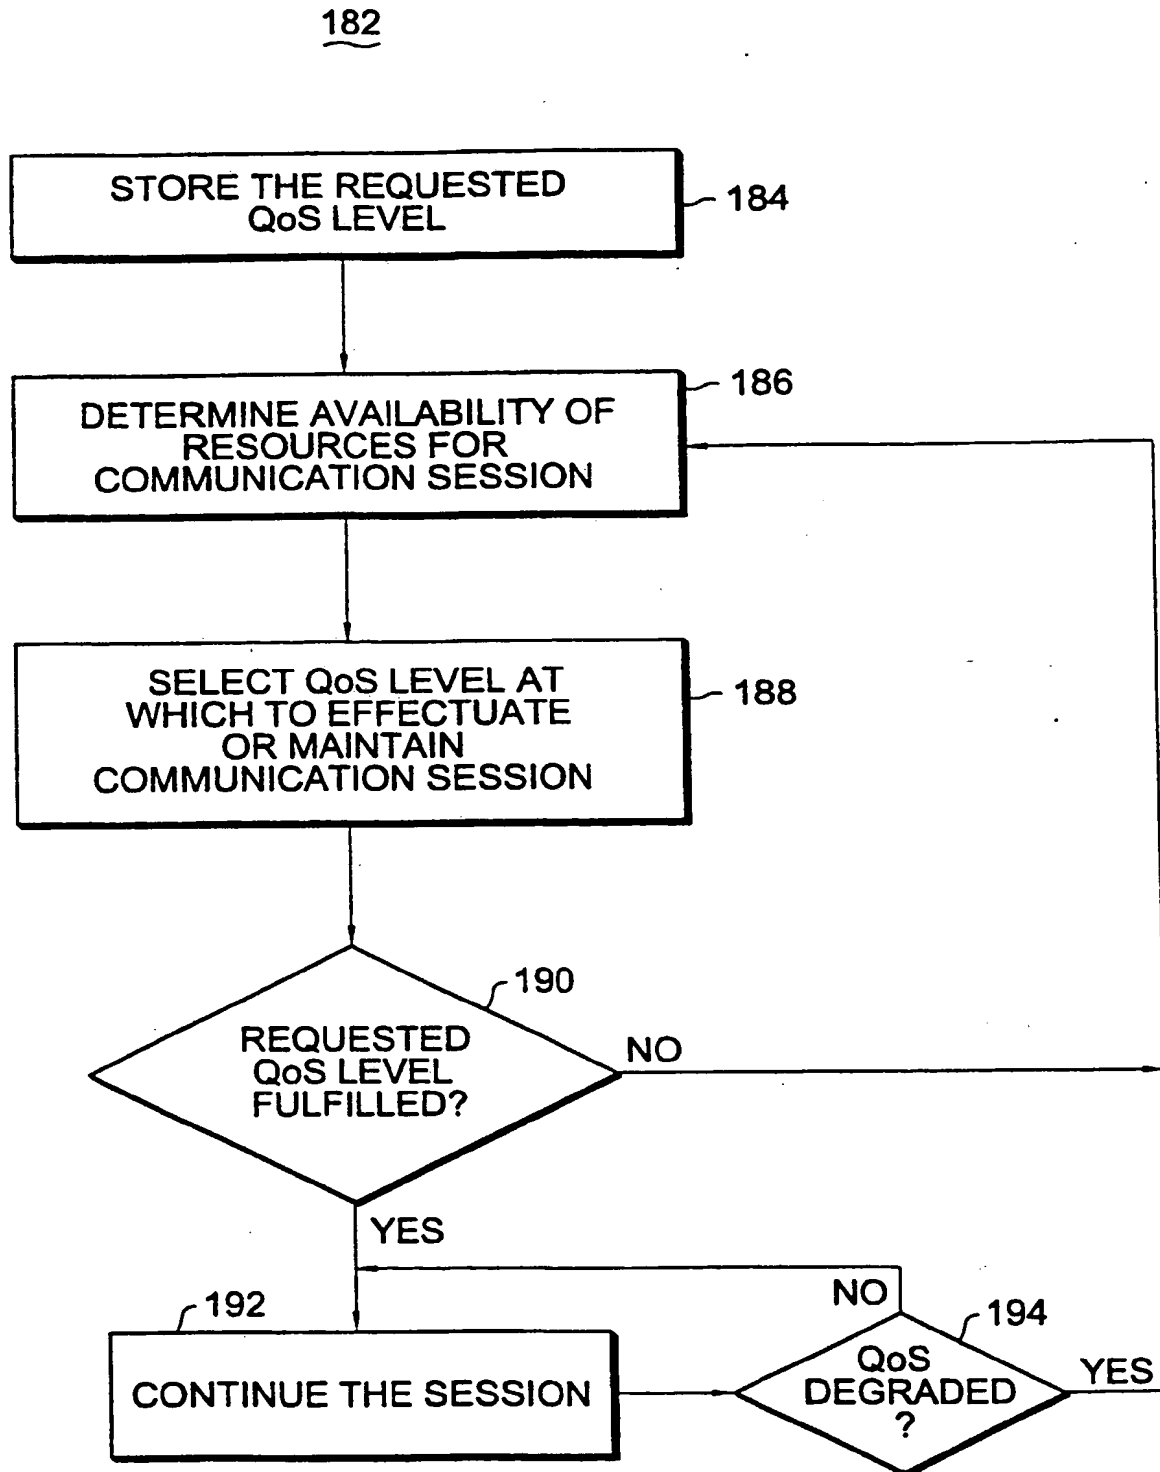 182
STORE THE REQUESTED
QoS LEVEL
184
DETERMINE AVAILABILITY OF
RESOURCES FOR
COMMUNICATION SESSION
186
SELECT QoS LEVEL AT
WHICH TO EFFECTUATE
OR MAINTAIN
COMMUNICATION SESSION
188
190
REQUESTED
QoS LEVEL
FULFILLED?
NO
YES
NO
192
194
CONTINUE THE SESSION
QoS
DEGRADED
?
YES